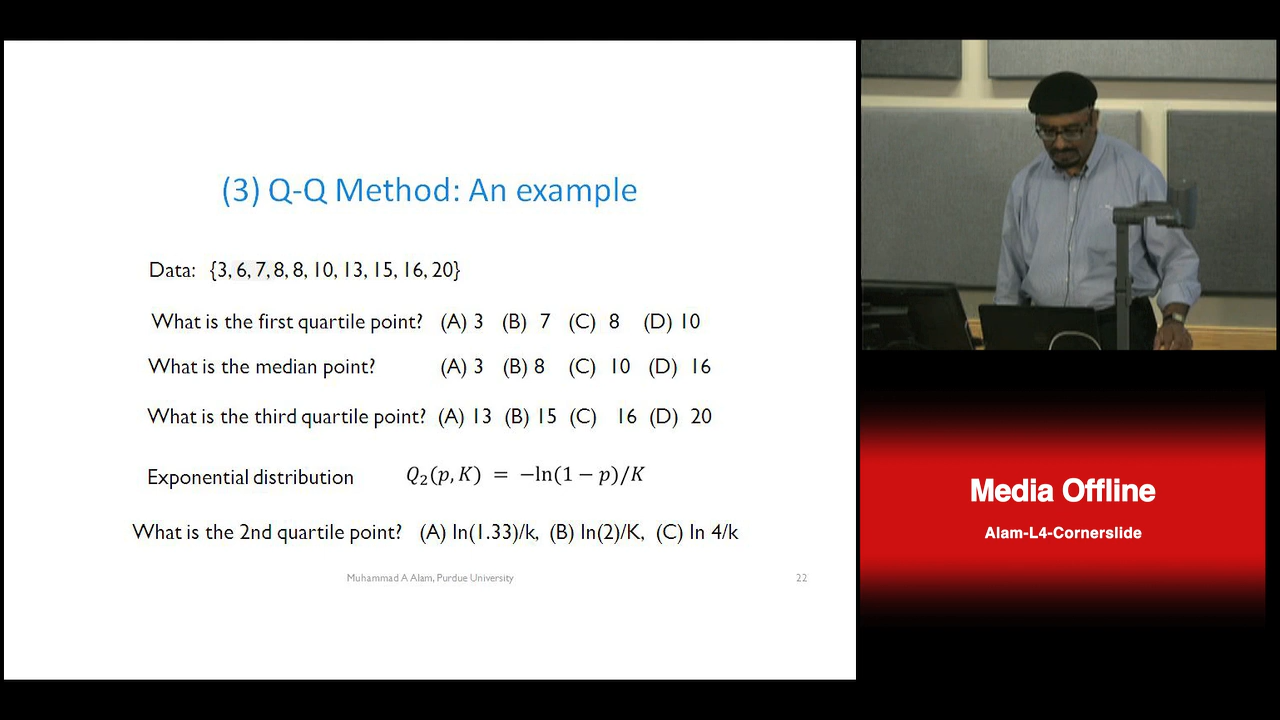 (3) Q-Q Method: An example
Data: {3, 6, 7, 8, 8, 10, 13, 15, 16, 20}
What is the first quartile point? (A) 3 (B) 7 (C) 8 (D) 10
What is the median point? (A) 3 (B) 8 (C) 10 (D) 16
What is the third quartile point? (A) 13 (B) 15 (C) 16 (D) 20
Exponential distribution Q₂(p, K) = −ln(1 − p)/K
What is the 2nd quartile point? (A) ln(1.33)/k, (B) ln(2)/K, (C) ln 4/k
Muhammad A Alam, Purdue University 22
Media Offline
Alam-L4-Cornerslide